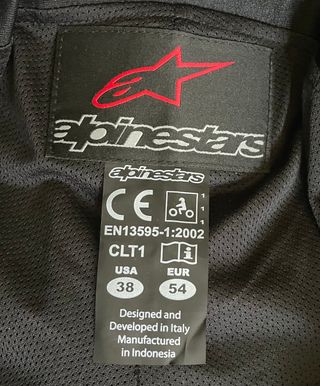 alpinestars
alpinestars
CE 1
1
1
EN13595-1:2002
CLT1 i
USA EUR
38 54
Designed and
Developed in Italy
Manufactured
in Indonesia